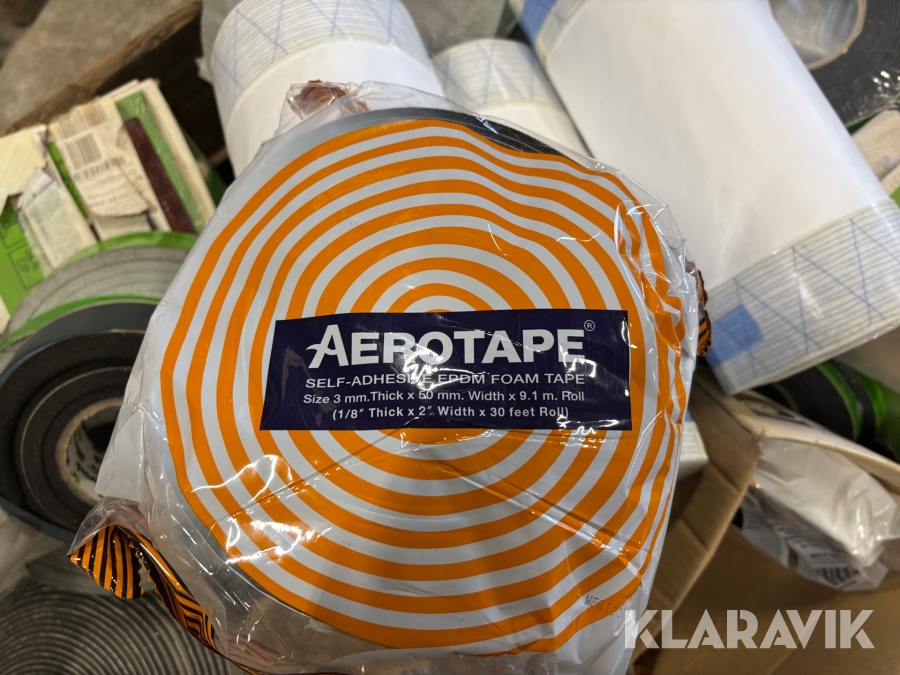 AEROTAPE®
SELF-ADHESIVE EPDM FOAM TAPE
Size 3 mm.Thick x 50 mm. Width x 9.1 m. Roll
(1/8" Thick x 2" Width x 30 feet Roll)
KLARAVIK